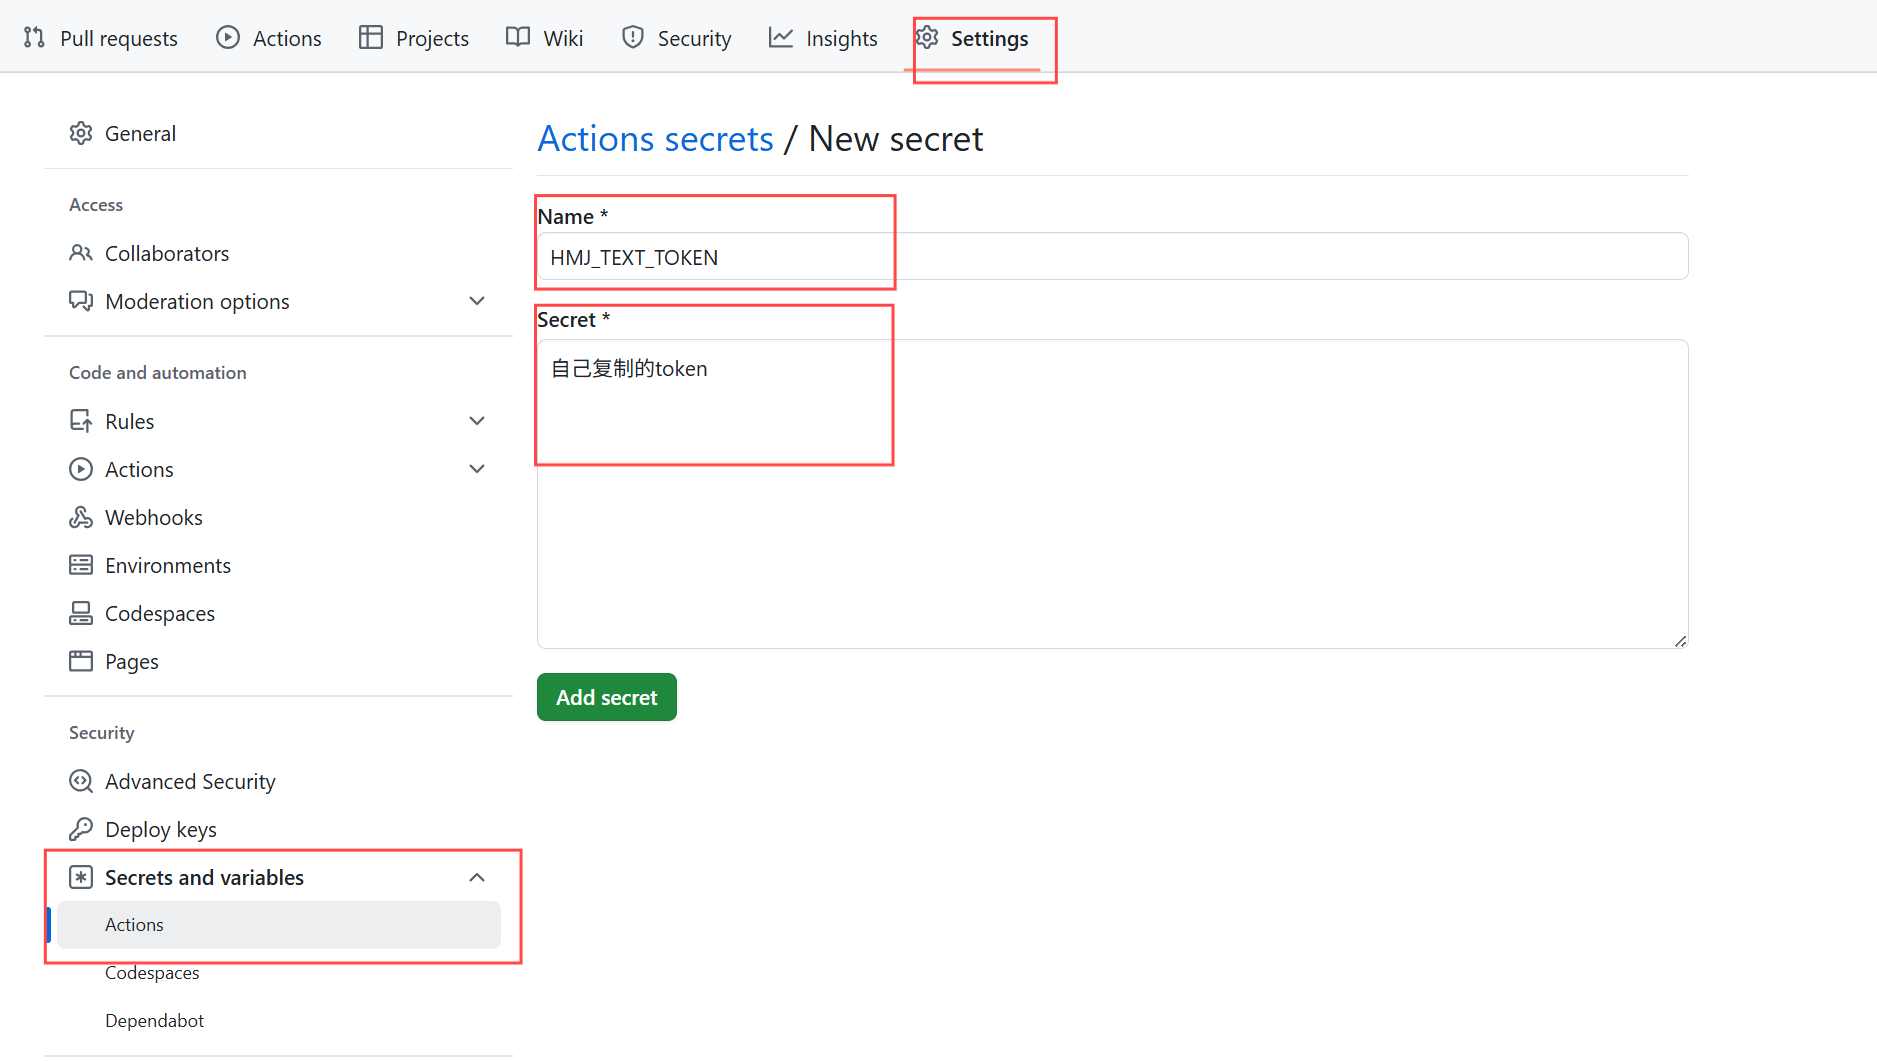 Pull requests Actions Projects Wiki Security Insights Settings
General
Access
Collaborators
Moderation options
Code and automation
Rules
Actions
Webhooks
Environments
Codespaces
Pages
Security
Advanced Security
Deploy keys
Secrets and variables
Actions
Codespaces
Dependabot
Actions secrets / New secret
Name *
HMJ_TEXT_TOKEN
Secret *
自己复制的token
Add secret